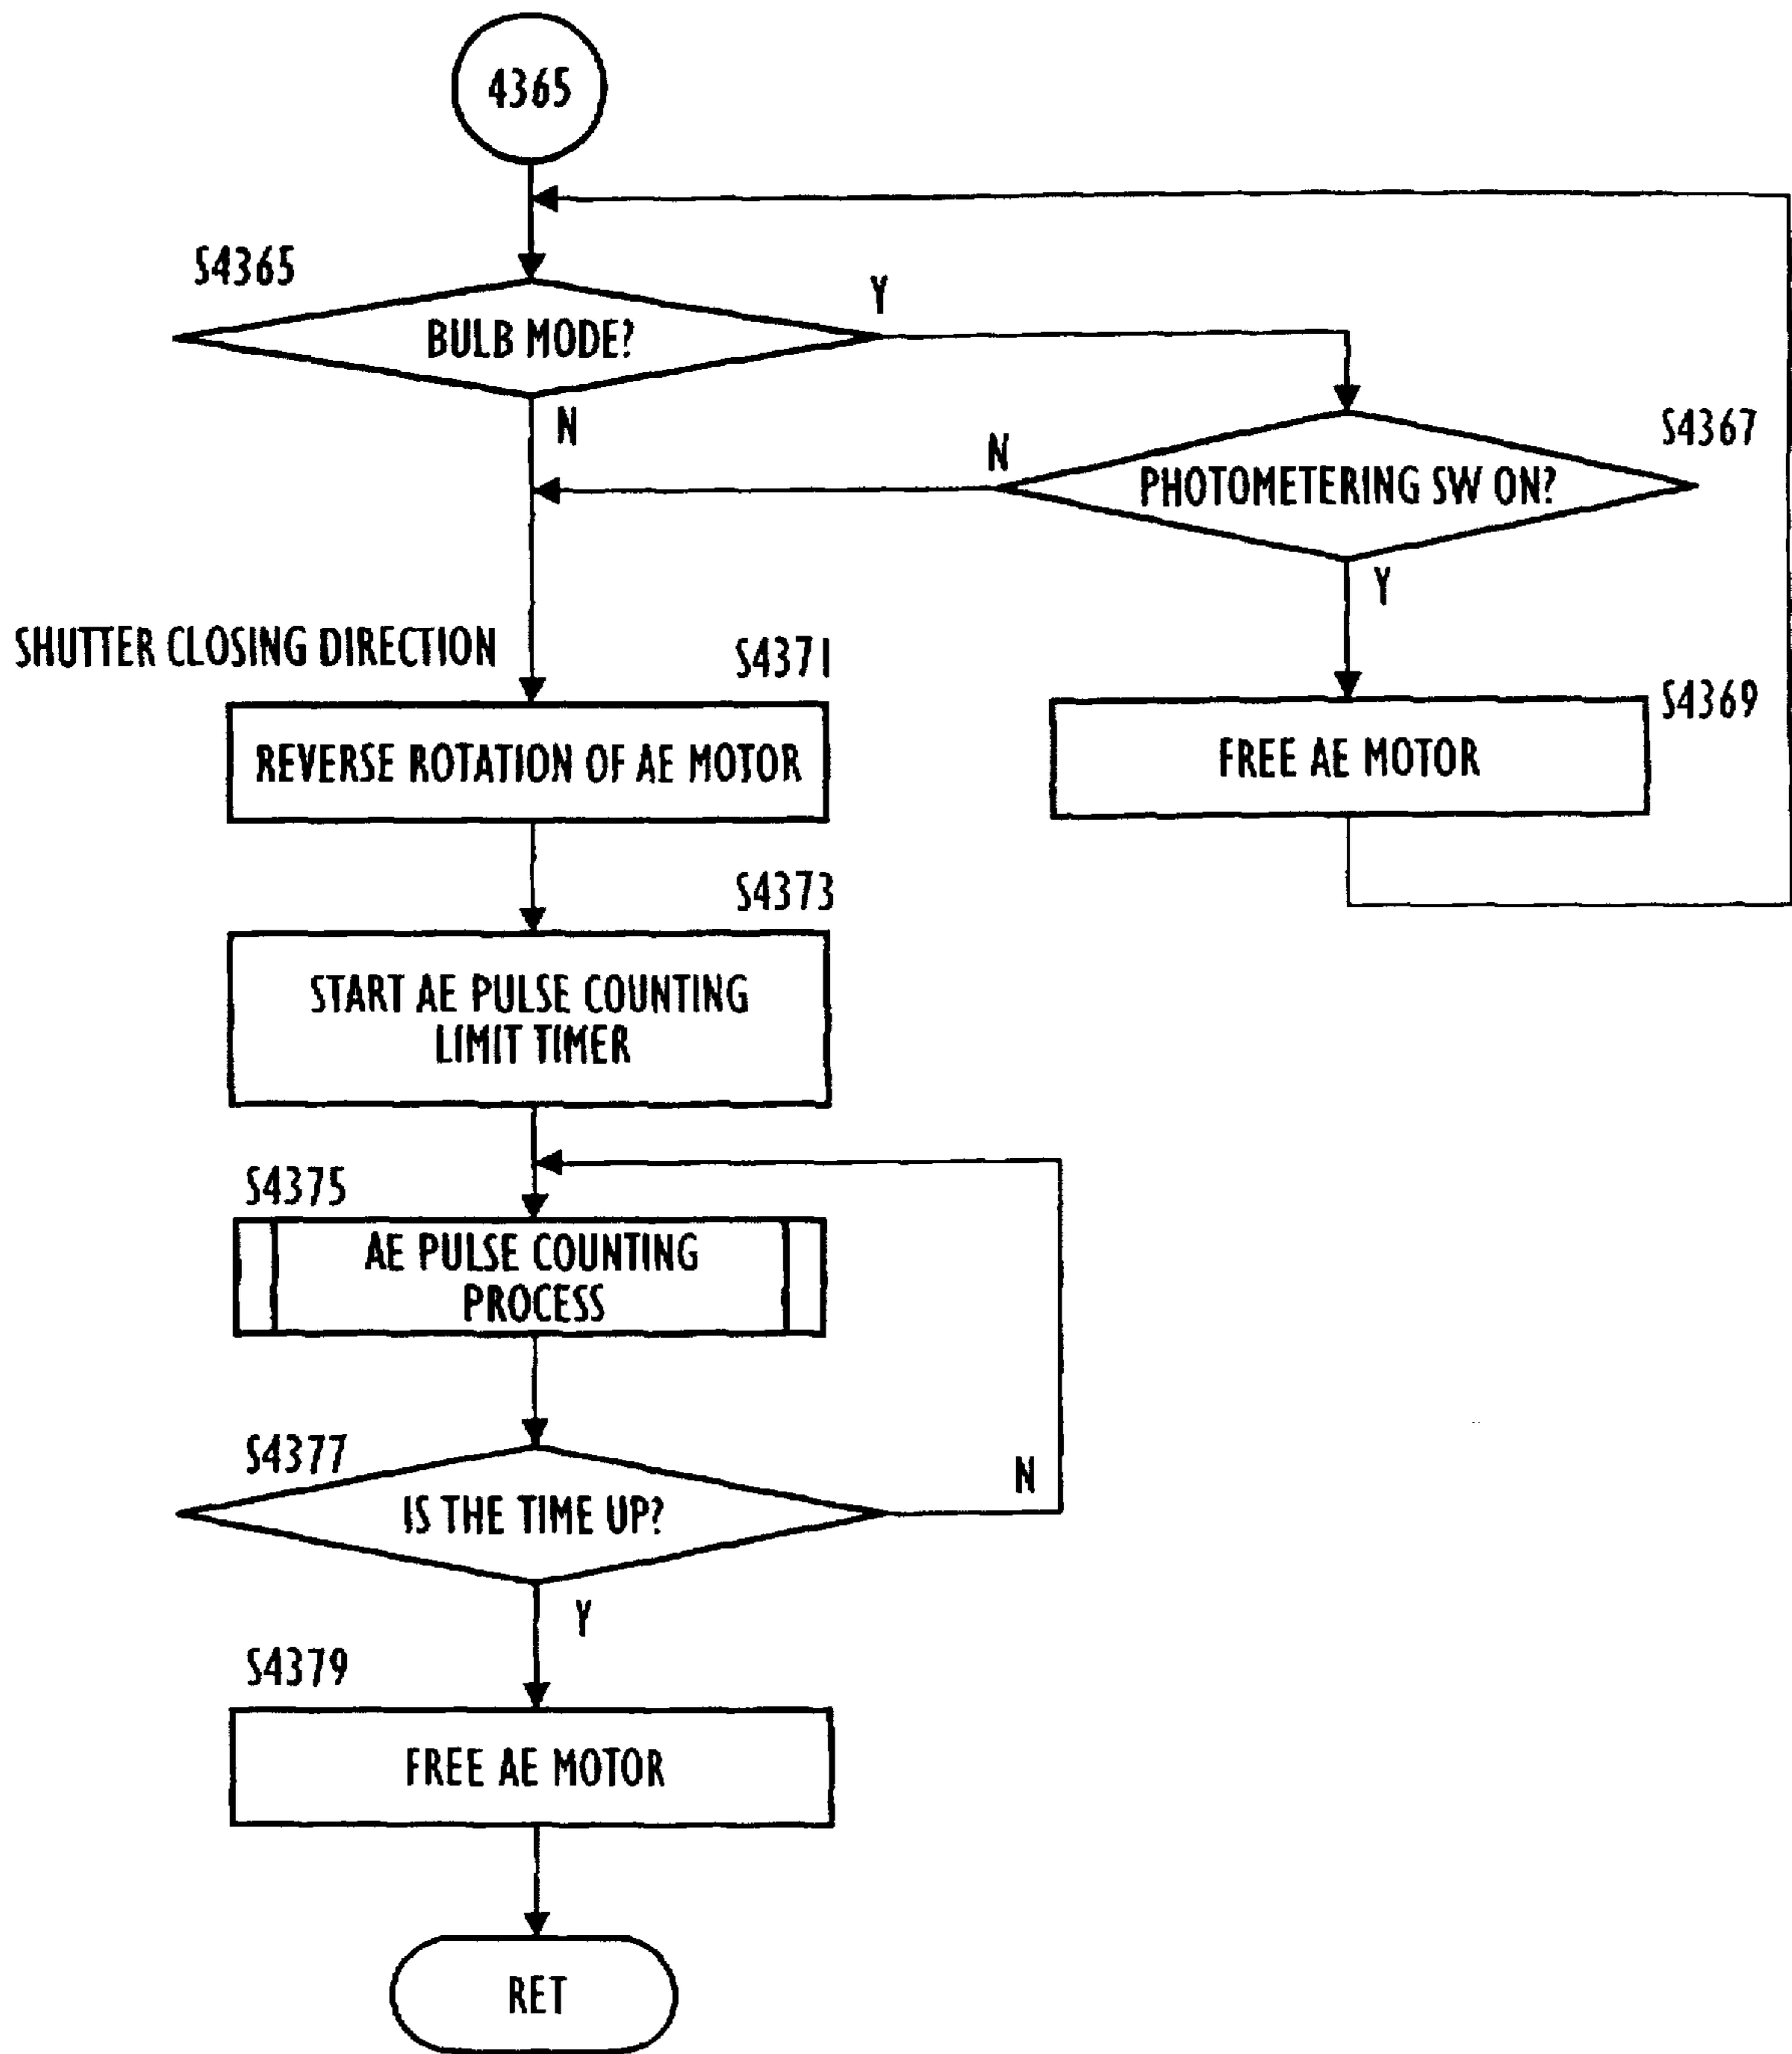 4365
S4365
Y
BULB MODE?
N
S4367
N
PHOTOMETERING SW ON?
Y
SHUTTER CLOSING DIRECTION
S4371
S4369
REVERSE ROTATION OF AE MOTOR
FREE AE MOTOR
S4373
START AE PULSE COUNTING
LIMIT TIMER
S4375
AE PULSE COUNTING
PROCESS
S4377
N
IS THE TIME UP?
Y
S4379
FREE AE MOTOR
RET